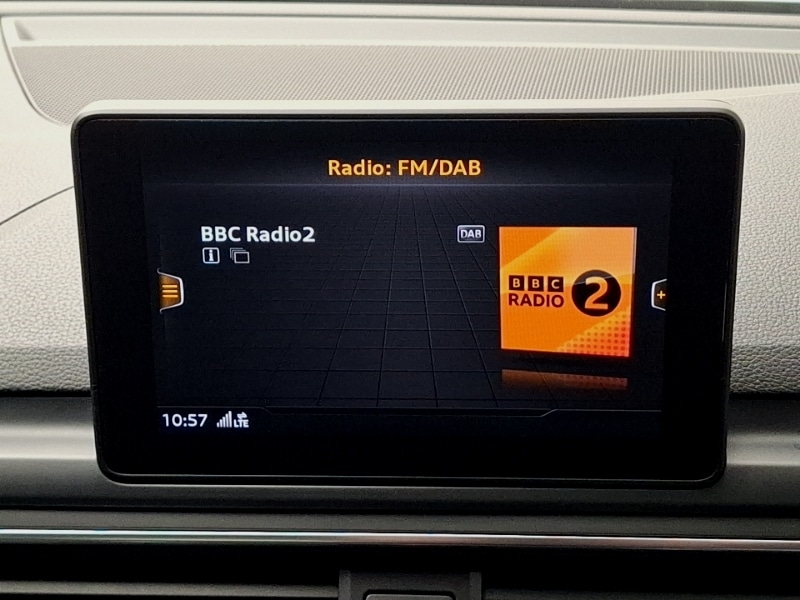 Radio: FM/DAB
BBC Radio2
DAB
BBC
RADIO 2
10:57
LTE